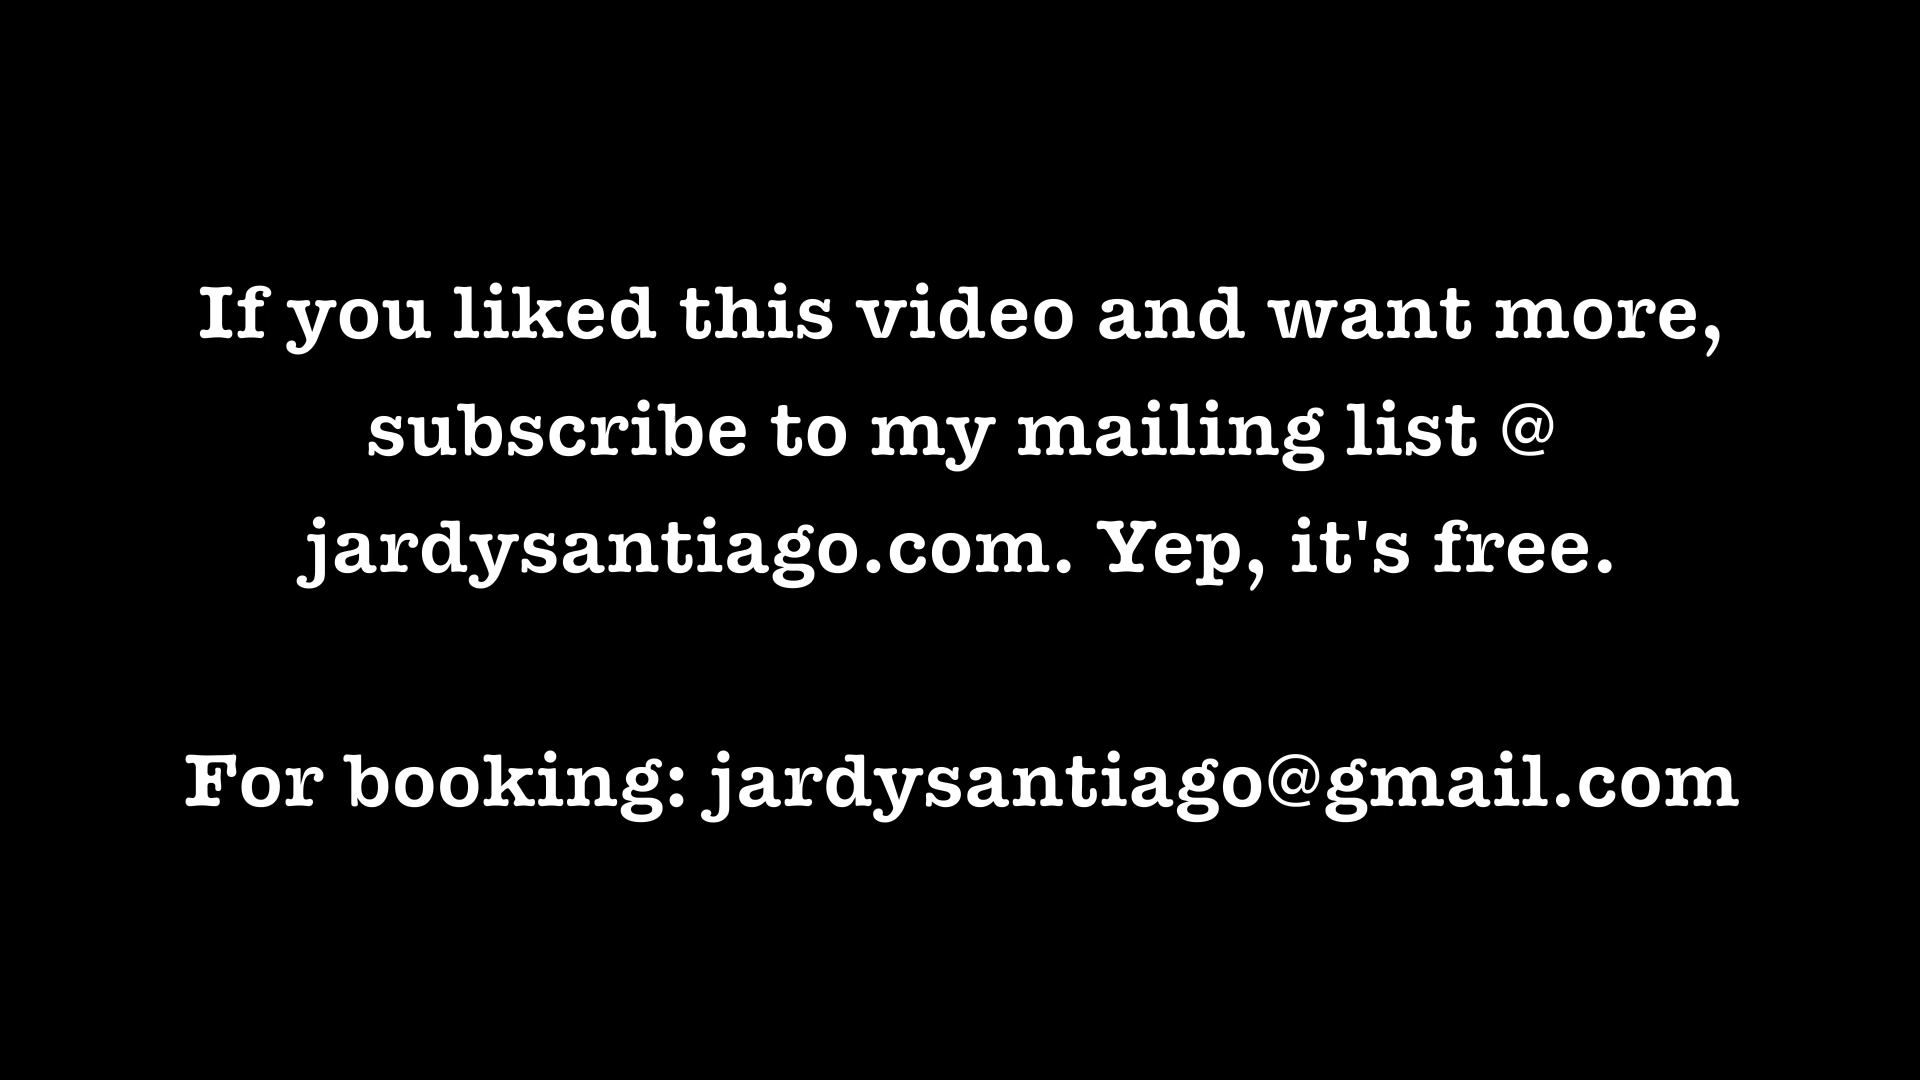 If you liked this video and want more,
subscribe to my mailing list @
jardysantiago.com. Yep, it's free.
For booking: jardysantiago@gmail.com